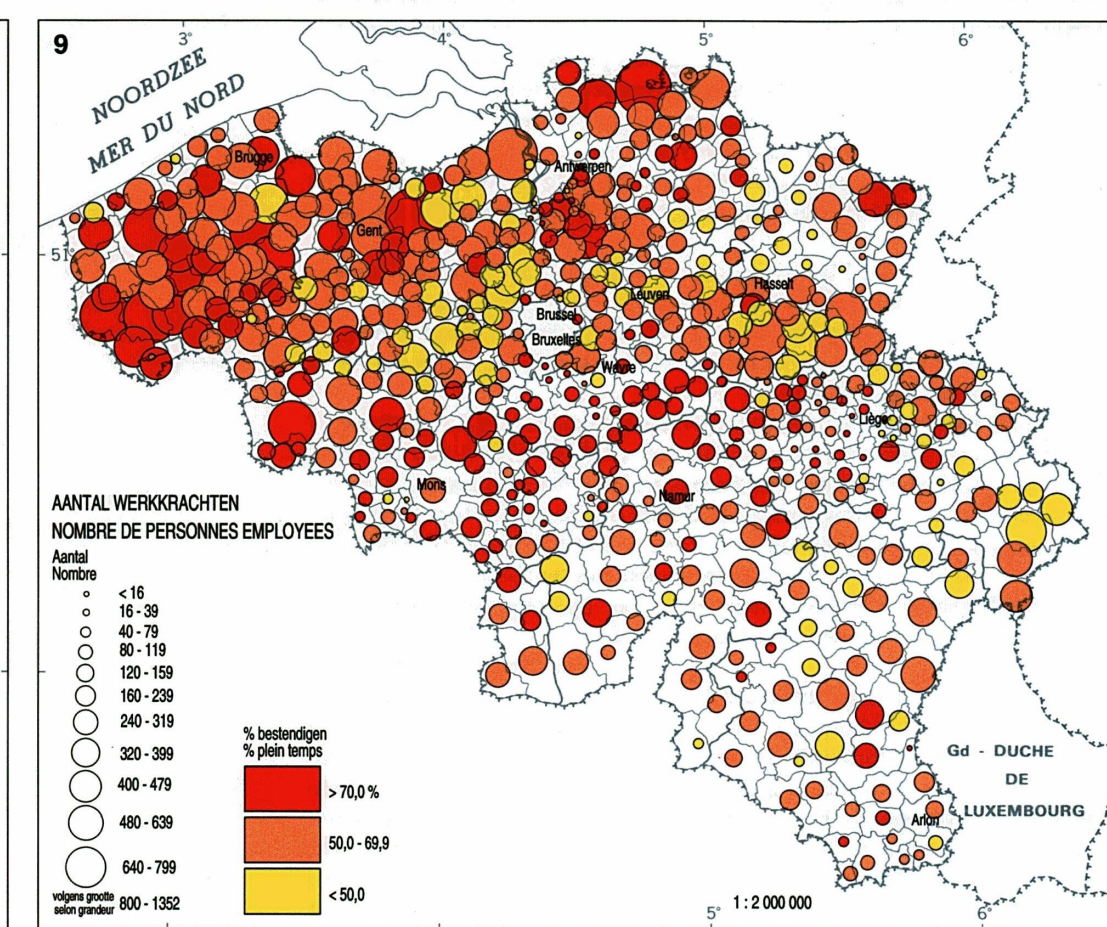 9
3°
4°
5°
6°
NOORDZEE
MER DU NORD
Brugge
Antwerpen
Gent
51°
Hasselt
Leuven
Brussel
Bruxelles
Wavre
Liège
Mons
Namur
AANTAL WERKKRACHTEN
NOMBRE DE PERSONNES EMPLOYEES
Aantal
Nombre
< 16
16 - 39
40 - 79
80 - 119
120 - 159
160 - 239
240 - 319
320 - 399
400 - 479
480 - 639
640 - 799
volgens grootte
selon grandeur 800 - 1352
% bestendigen
% plein temps
> 70,0 %
50,0 - 69,9
< 50,0
Gd - DUCHE
DE
LUXEMBOURG
Arlon
1 : 2 000 000
5°
6°